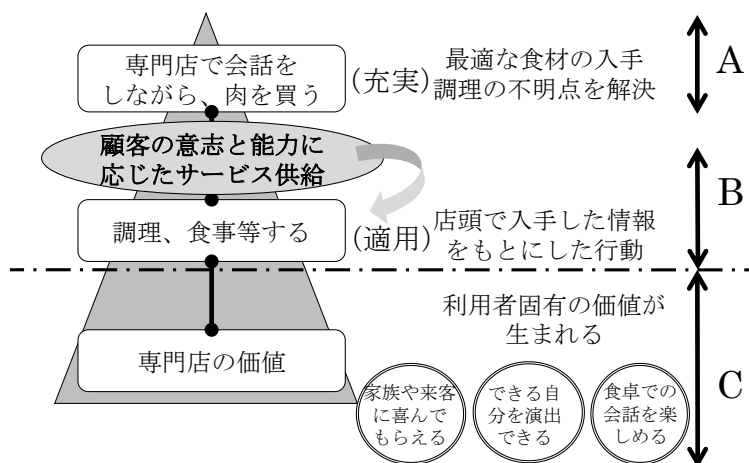 専門店で会話を
しながら、肉を買う
(充実)
最適な食材の入手
調理の不明点を解決
A
顧客の意志と能力に
応じたサービス供給
調理、食事等する
(適用)
店頭で入手した情報
をもとにした行動
B
利用者固有の価値が
生まれる
専門店の価値
家族や来客
に喜んで
もらえる
できる自
分を演出
できる
食卓での
会話を楽
しめる
C